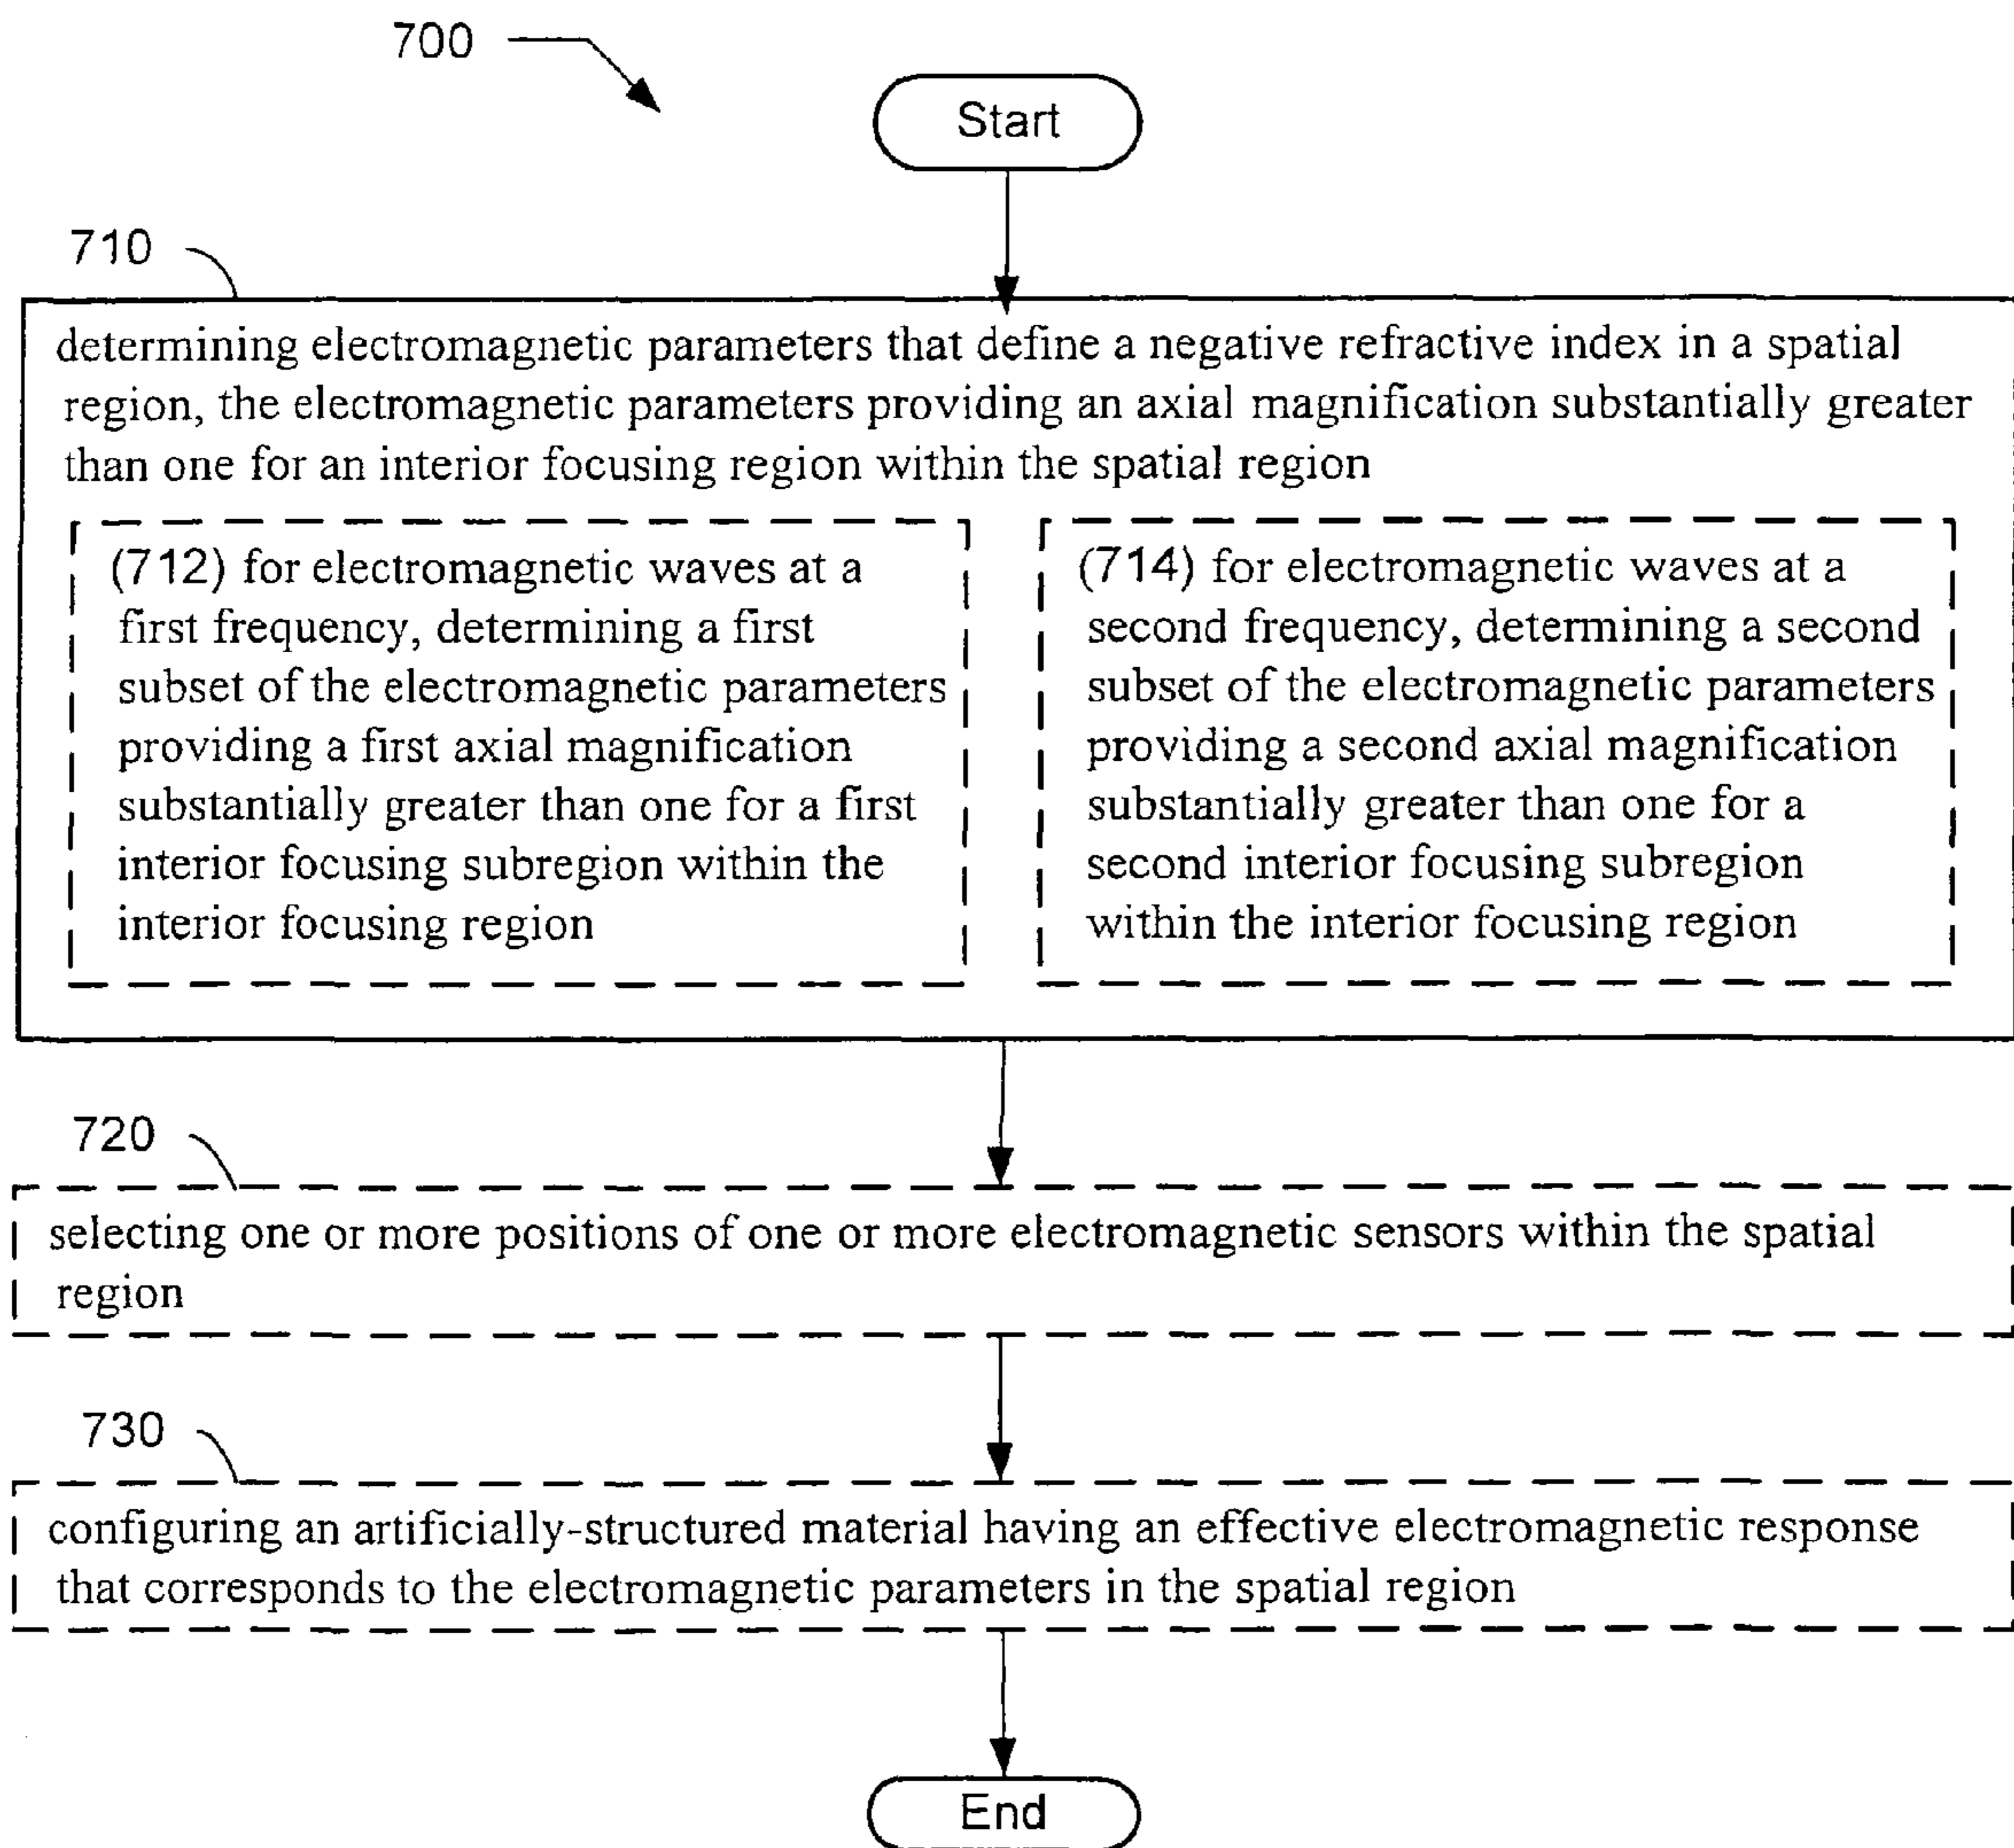 700
Start
710
determining electromagnetic parameters that define a negative refractive index in a spatial
region, the electromagnetic parameters providing an axial magnification substantially greater
than one for an interior focusing region within the spatial region
(712) for electromagnetic waves at a
first frequency, determining a first
subset of the electromagnetic parameters
providing a first axial magnification
substantially greater than one for a first
interior focusing subregion within the
interior focusing region
(714) for electromagnetic waves at a
second frequency, determining a second
subset of the electromagnetic parameters
providing a second axial magnification
substantially greater than one for a
second interior focusing subregion
within the interior focusing region
720
selecting one or more positions of one or more electromagnetic sensors within the spatial
region
730
configuring an artificially-structured material having an effective electromagnetic response
that corresponds to the electromagnetic parameters in the spatial region
End